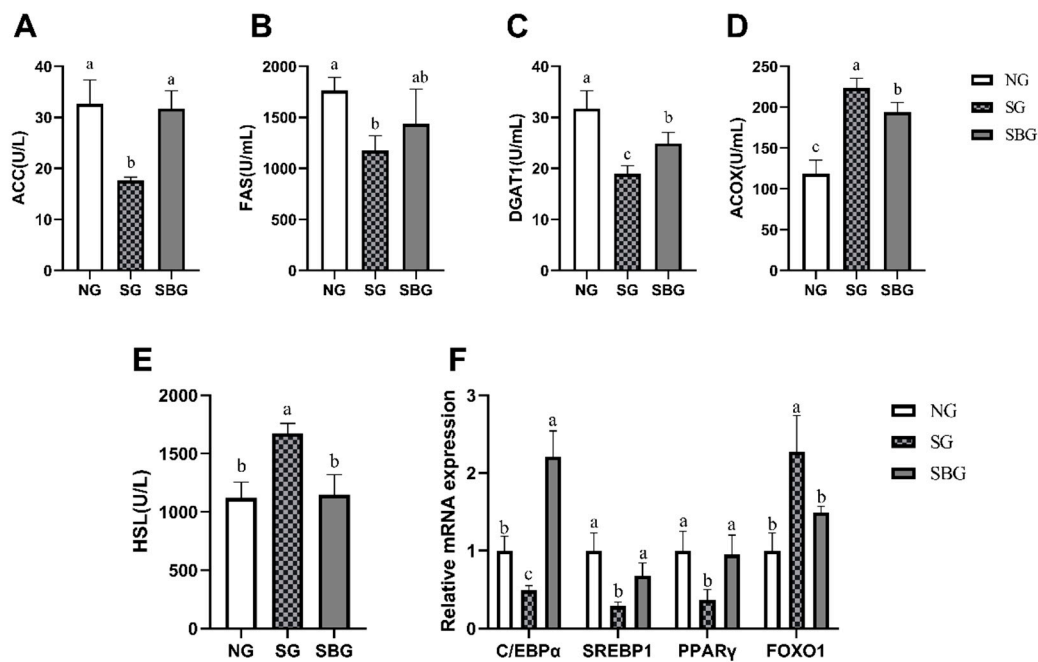 A
B
C
D
ACC(U/L)
40
30
20
10
0
a
b
a
NG SG SBG
FAS(U/mL)
2000
1500
1000
500
0
a
b
ab
NG SG SBG
DGAT1(U/mL)
40
30
20
10
0
a
c
b
NG SG SBG
ACOX(U/mL)
250
200
150
100
50
0
c
a
b
NG SG SBG
NG
SG
SBG
E
F
HSL(U/L)
2000
1500
1000
500
0
b
a
b
NG SG SBG
Relative mRNA expression
3
2
1
0
b
c
a
a
b
a
a
b
a
b
a
b
C/EBPα SREBP1 PPARγ FOXO1
NG
SG
SBG